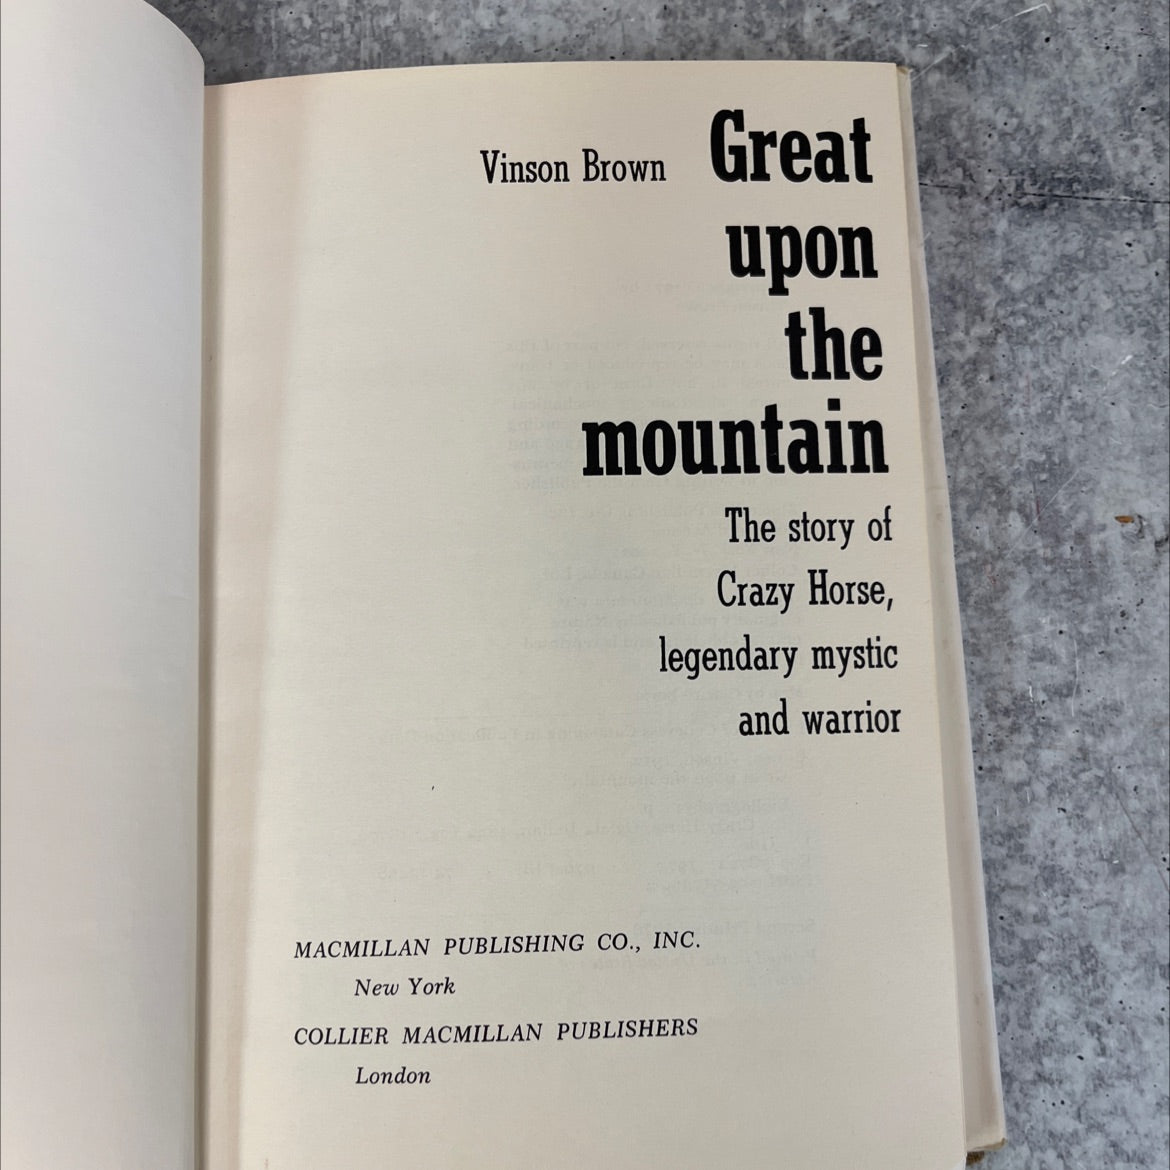 Vinson Brown
Great
upon
the
mountain
The story of
Crazy Horse,
legendary mystic
and warrior
MACMILLAN PUBLISHING CO., INC.
New York
COLLIER MACMILLAN PUBLISHERS
London